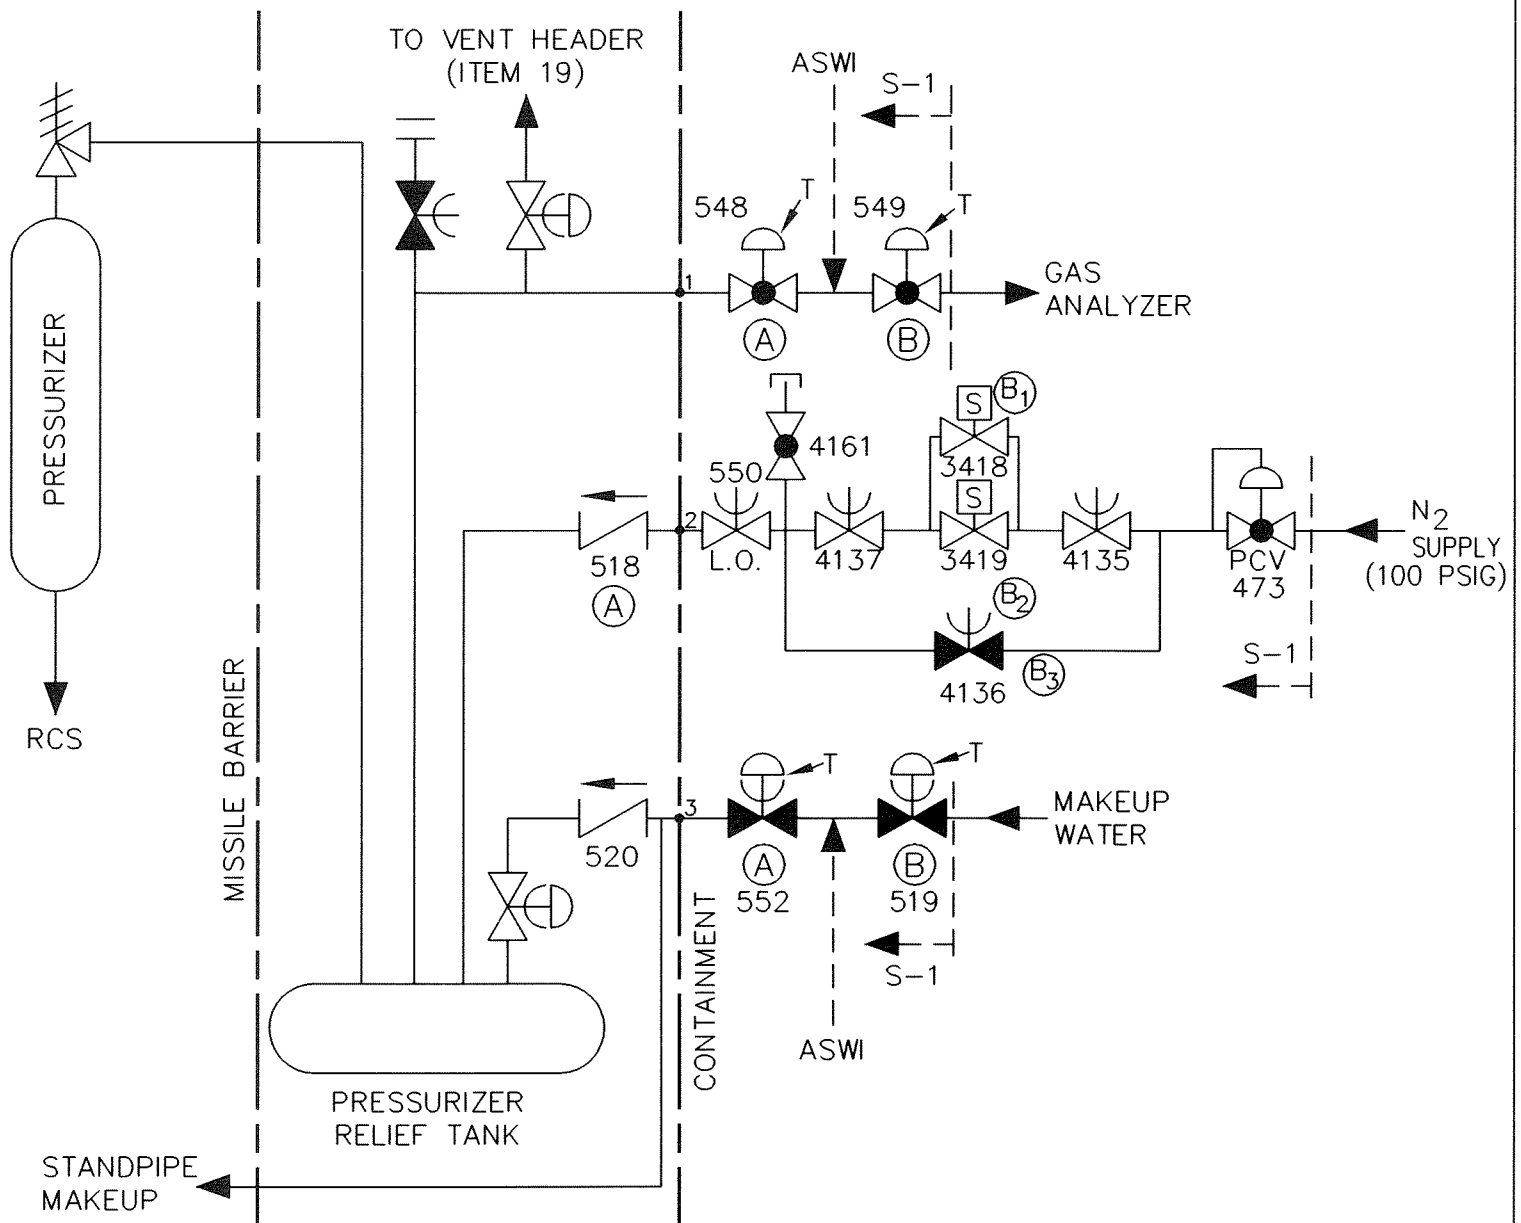 TO VENT HEADER
(ITEM 19)
ASWI
S-1
548
T
549
T
1
GAS
ANALYZER
A
B
PRESSURIZER
S
B1
4161
3418
550
S
2
N2
SUPPLY
(100 PSIG)
518
L.O.
4137
3419
4135
PCV
473
A
B2
S-1
4136
B3
RCS
MISSILE BARRIER
T
T
3
MAKEUP
WATER
520
A
B
552
519
CONTAINMENT
S-1
ASWI
PRESSURIZER
RELIEF TANK
STANDPIPE
MAKEUP